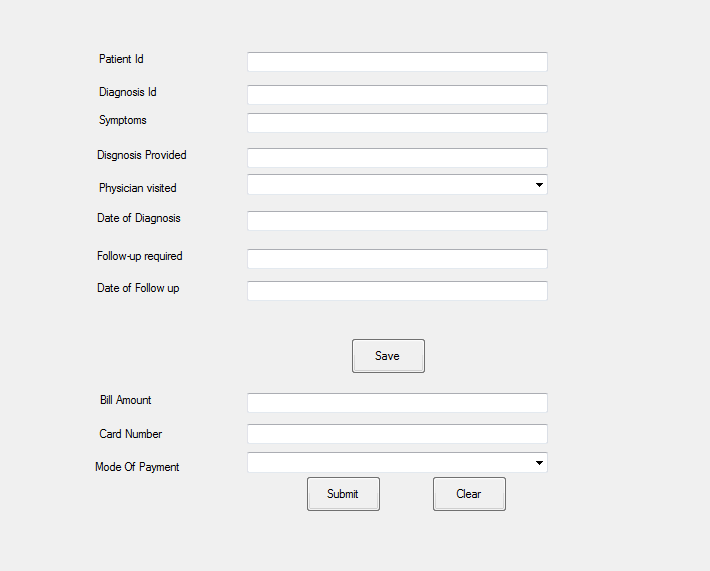 Patient Id
Diagnosis Id
Symptoms
Disgnosis Provided
Physician visited
Date of Diagnosis
Follow-up required
Date of Follow up
Save
Bill Amount
Card Number
Mode Of Payment
Submit Clear